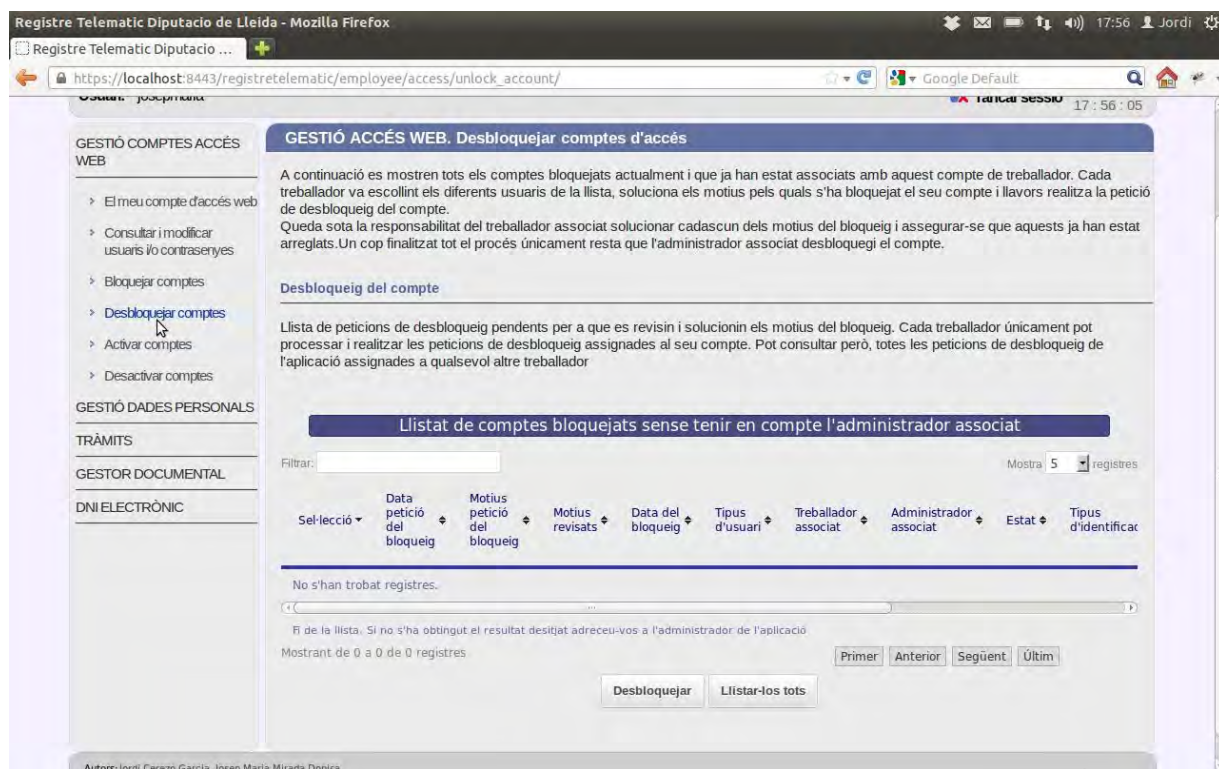 Registre Telematic Diputacio de Lleida - Mozilla Firefox
17:56 Jordi
Registre Telematic Diputacio ...
https://localhost:8443/registretelematic/employee/access/unlock_account/
Google Default
Usuari: josepmaria
Tancar sessió
17 : 56 : 05
GESTIÓ COMPTES ACCÉS
WEB
El meu compte d'accés web
Consultar i modificar
usuaris i/o contrasenyes
Bloquejar comptes
Desbloquejar comptes
Activar comptes
Desactivar comptes
GESTIÓ DADES PERSONALS
TRÀMITS
GESTOR DOCUMENTAL
DNI ELECTRÒNIC
GESTIÓ ACCÉS WEB. Desbloquejar comptes d'accés
A continuació es mostren tots els comptes bloquejats actualment i que ja han estat associats amb aquest compte de treballador. Cada
treballador va escollint els diferents usuaris de la llista, soluciona els motius pels quals s'ha bloquejat el seu compte i llavors realitza la petició
de desbloqueig del compte.
Queda sota la responsabilitat del treballador associat solucionar cadascun dels motius del bloqueig i assegurar-se que aquests ja han estat
arreglats.Un cop finalitzat tot el procés únicament resta que l'administrador associat desbloquegi el compte.
Desbloqueig del compte
Llista de peticions de desbloqueig pendents per a que es revisin i solucionin els motius del bloqueig. Cada treballador únicament pot
processar i realitzar les peticions de desbloqueig assignades al seu compte. Pot consultar però, totes les peticions de desbloqueig de
l'aplicació assignades a qualsevol altre treballador
Llistat de comptes bloquejats sense tenir en compte l'administrador associat
Filtrar:
Mostra 5 registres
Sel·lecció
Data
petició
del
bloqueig
Motius
petició
del
bloqueig
Motius
revisats
Data del
bloqueig
Tipus
d'usuari
Treballador
associat
Administrador
associat
Estat
Tipus
d'identificac
No s'han trobat registres.
Fi de la llista. Si no s'ha obtingut el resultat desitjat adreceu-vos a l'administrador de l'aplicació
Mostrant de 0 a 0 de 0 registres
Primer Anterior Següent Últim
Desbloquejar Llistar-los tots
Autors: Jordi Cerezo Garcia, Josep Maria Mirada